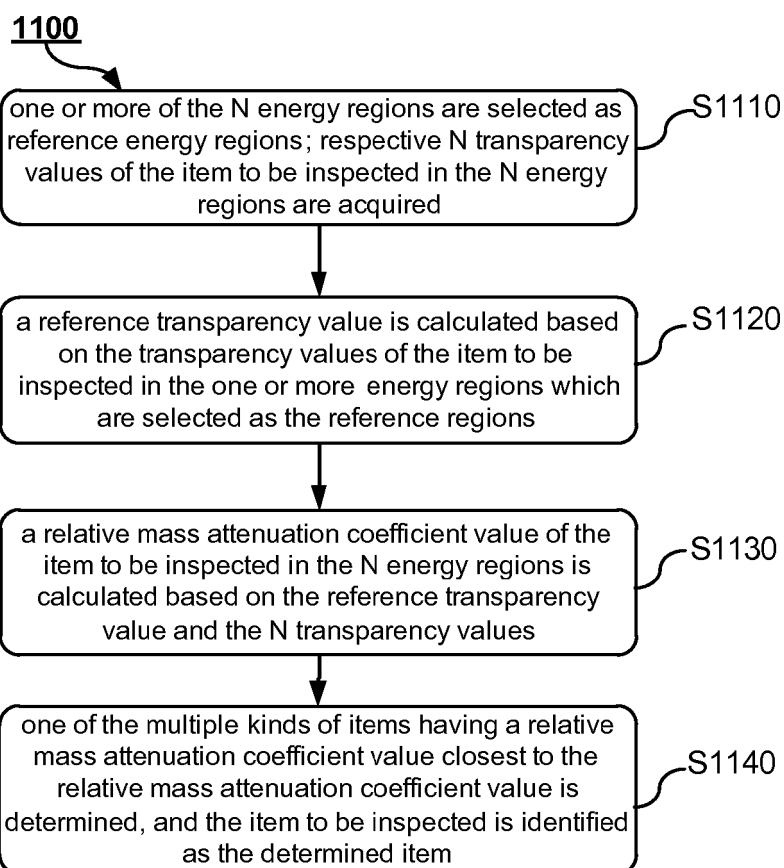 1100
one or more of the N energy regions are selected as
reference energy regions; respective N transparency
values of the item to be inspected in the N energy
regions are acquired
S1110
a reference transparency value is calculated based
on the transparency values of the item to be
inspected in the one or more energy regions which
are selected as the reference regions
S1120
a relative mass attenuation coefficient value of the
item to be inspected in the N energy regions is
calculated based on the reference transparency
value and the N transparency values
S1130
one of the multiple kinds of items having a relative
mass attenuation coefficient value closest to the
relative mass attenuation coefficient value is
determined, and the item to be inspected is identified
as the determined item
S1140